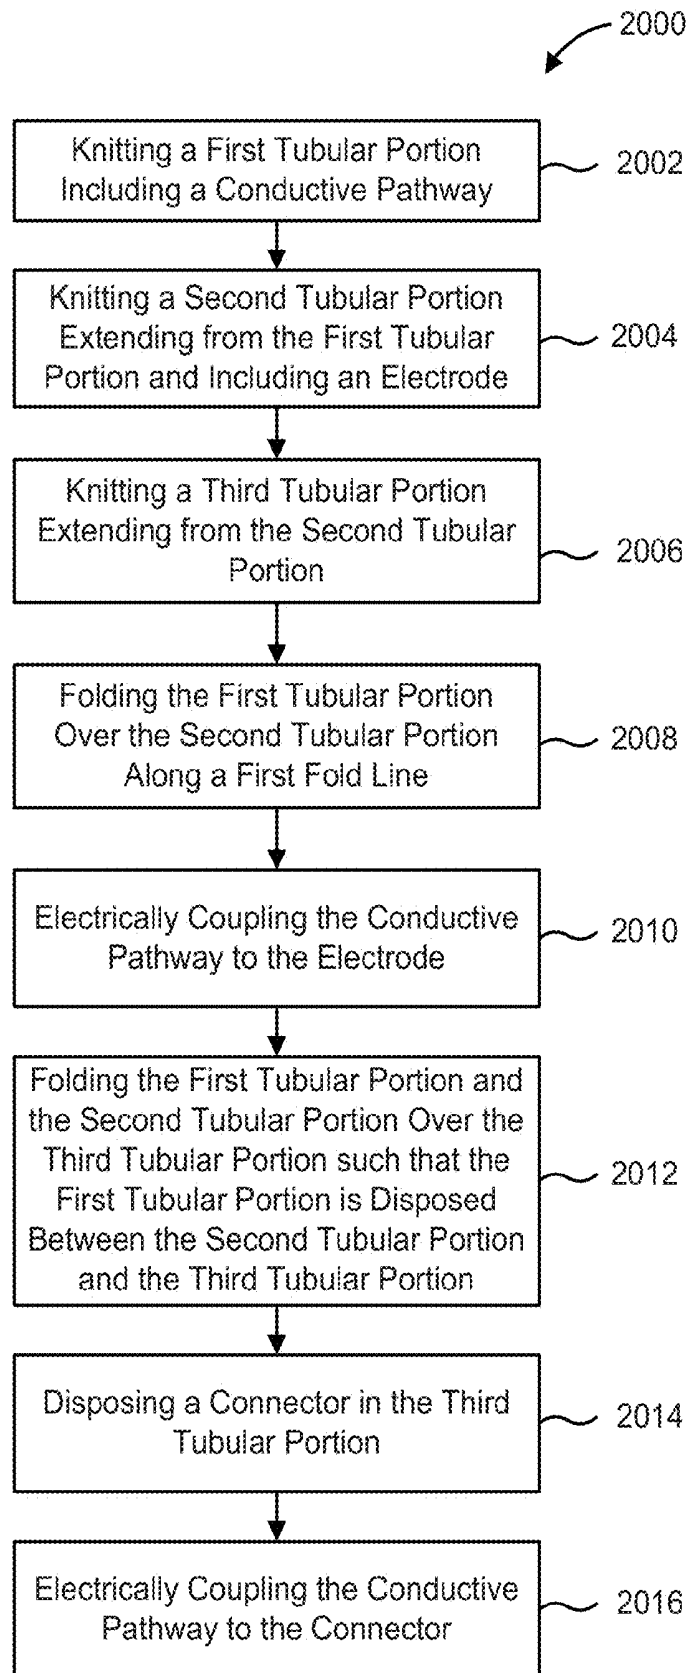 2000
Knitting a First Tubular Portion
Including a Conductive Pathway
2002
Knitting a Second Tubular Portion
Extending from the First Tubular
Portion and Including an Electrode
2004
Knitting a Third Tubular Portion
Extending from the Second Tubular
Portion
2006
Folding the First Tubular Portion
Over the Second Tubular Portion
Along a First Fold Line
2008
Electrically Coupling the Conductive
Pathway to the Electrode
2010
Folding the First Tubular Portion and
the Second Tubular Portion Over the
Third Tubular Portion such that the
First Tubular Portion is Disposed
Between the Second Tubular Portion
and the Third Tubular Portion
2012
Disposing a Connector in the Third
Tubular Portion
2014
Electrically Coupling the Conductive
Pathway to the Connector
2016